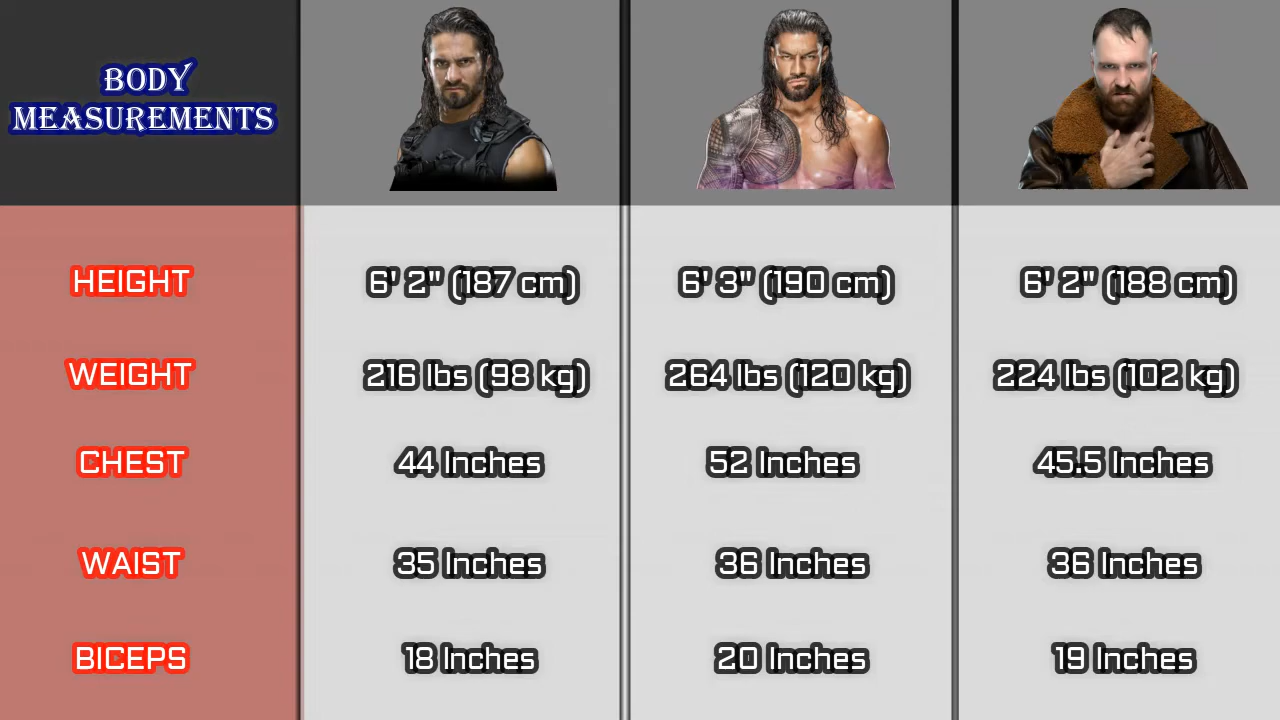 BODY
MEASUREMENTS
HEIGHT 6' 2" (187 cm) 6' 3" (190 cm) 6' 2" (188 cm)
WEIGHT 216 lbs (98 kg) 264 lbs (120 kg) 224 lbs (102 kg)
CHEST 44 Inches 52 Inches 45.5 Inches
WAIST 35 Inches 36 Inches 36 Inches
BICEPS 18 Inches 20 Inches 19 Inches